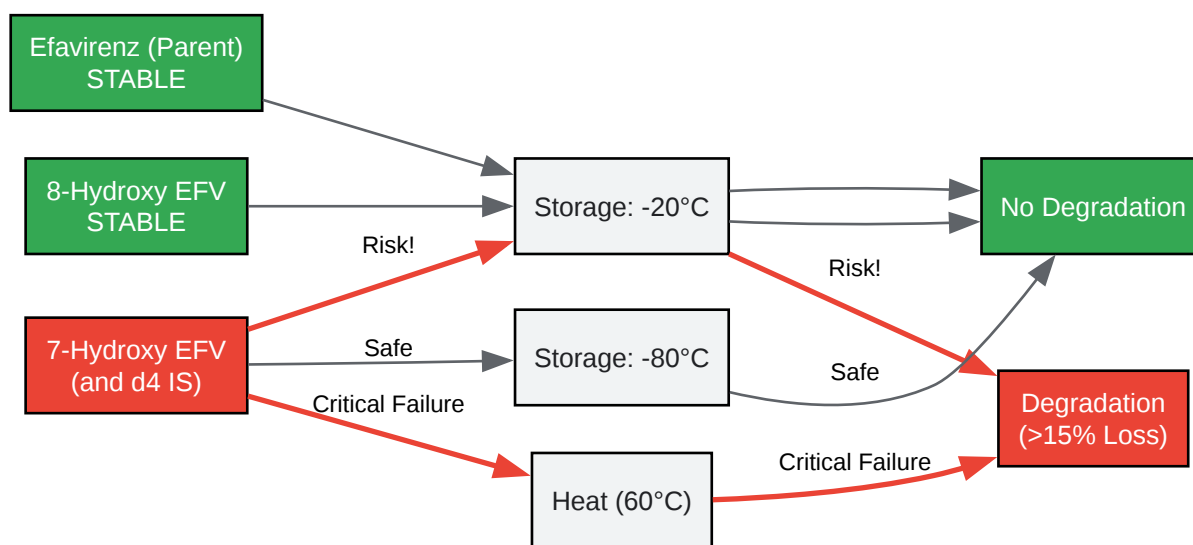 Efavirenz (Parent)
STABLE
8-Hydroxy EFV
STABLE
7-Hydroxy EFV
(and d4 IS)
Risk!
Safe
Critical Failure
Storage: -20°C
Storage: -80°C
Heat (60°C)
Risk!
Safe
Critical Failure
No Degradation
Degradation
(>15% Loss)